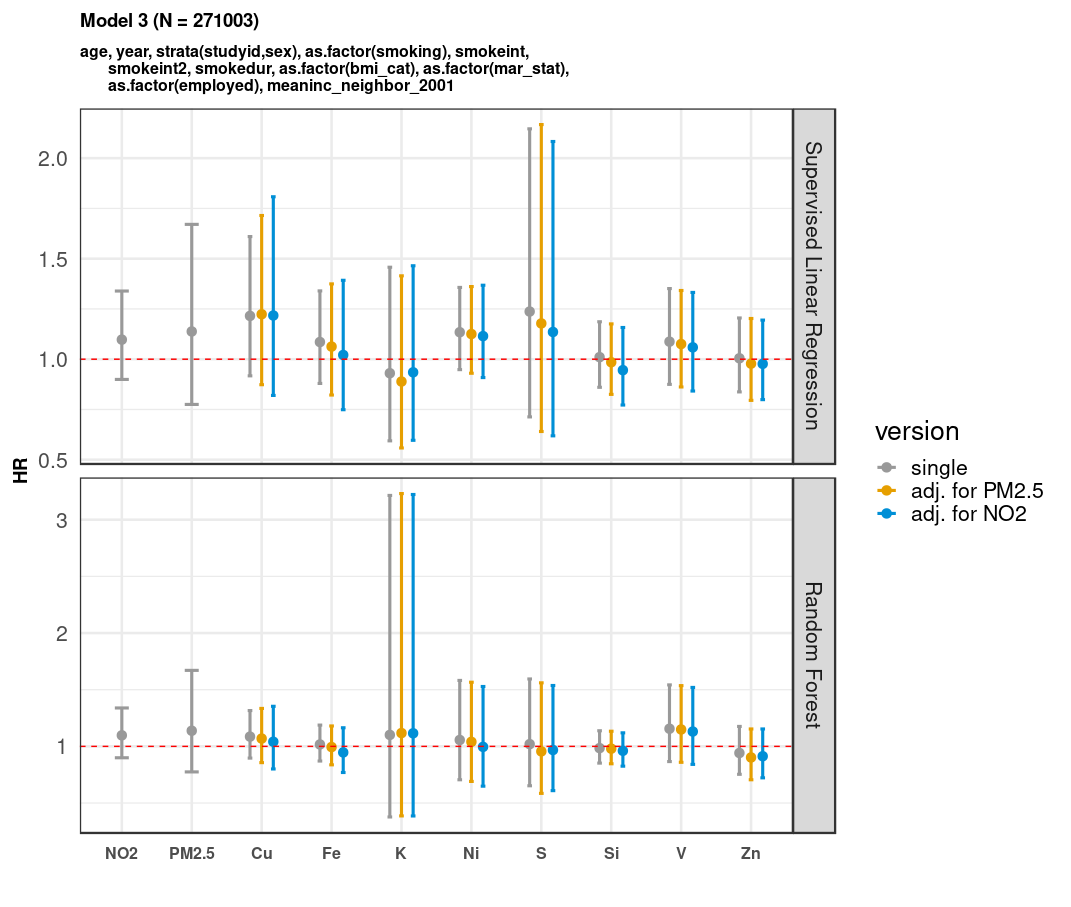 Model 3 (N = 271003)
age, year, strata(studyid,sex), as.factor(smoking), smokeint,
smokeint2, smokedur, as.factor(bmi_cat), as.factor(mar_stat),
as.factor(employed), meaninc_neighbor_2001
2.0
1.5
1.0
0.5
Supervised Linear Regression
HR
3
2
1
Random Forest
NO2 PM2.5 Cu Fe K Ni S Si V Zn
version
single
adj. for PM2.5
adj. for NO2